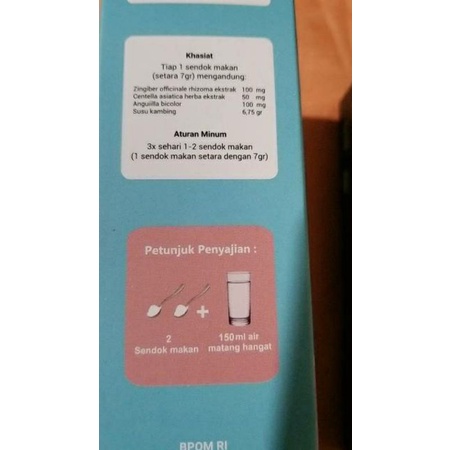 Khasiat
Tiap 1 sendok makan
(setara 7gr) mengandung:
Zingiber officinale rhizoma ekstrak 100 mg
Centella asiatica herba ekstrak 50 mg
Anguilla bicolor 100 mg
Susu kambing 6,75 gr
Aturan Minum
3x sehari 1-2 sendok makan
(1 sendok makan setara dengan 7gr)
Petunjuk Penyajian :
+
2 Sendok makan
150 ml air matang hangat
BPOM RI